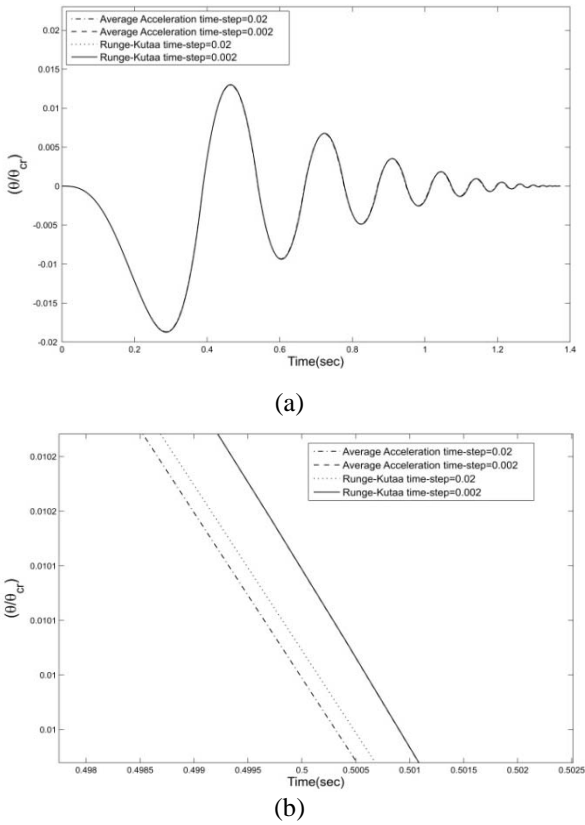 Average Acceleration time-step=0.02
Average Acceleration time-step=0.002
Runge-Kutaa time-step=0.02
Runge-Kutaa time-step=0.002
0.02
0.015
0.01
0.005
0
-0.005
-0.01
-0.015
-0.02
(θ/θcr)
0 0.2 0.4 0.6 0.8 1 1.2 1.4
Time(sec)
(a)
Average Acceleration time-step=0.02
Average Acceleration time-step=0.002
Runge-Kutaa time-step=0.02
Runge-Kutaa time-step=0.002
0.0102
0.0102
0.0101
0.0101
0.01
0.01
(θ/θcr)
0.498 0.4985 0.499 0.4995 0.5 0.5005 0.501 0.5015 0.502 0.5025
Time(sec)
(b)